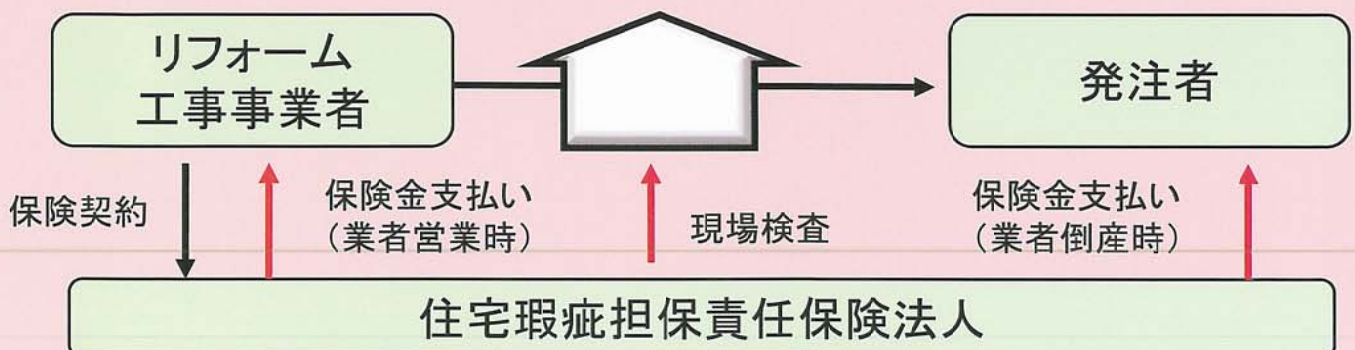 リフォーム
工事事業者
発注者
保険契約
保険金支払い
（業者営業時）
現場検査
保険金支払い
（業者倒産時）
住宅瑕疵担保責任保険法人